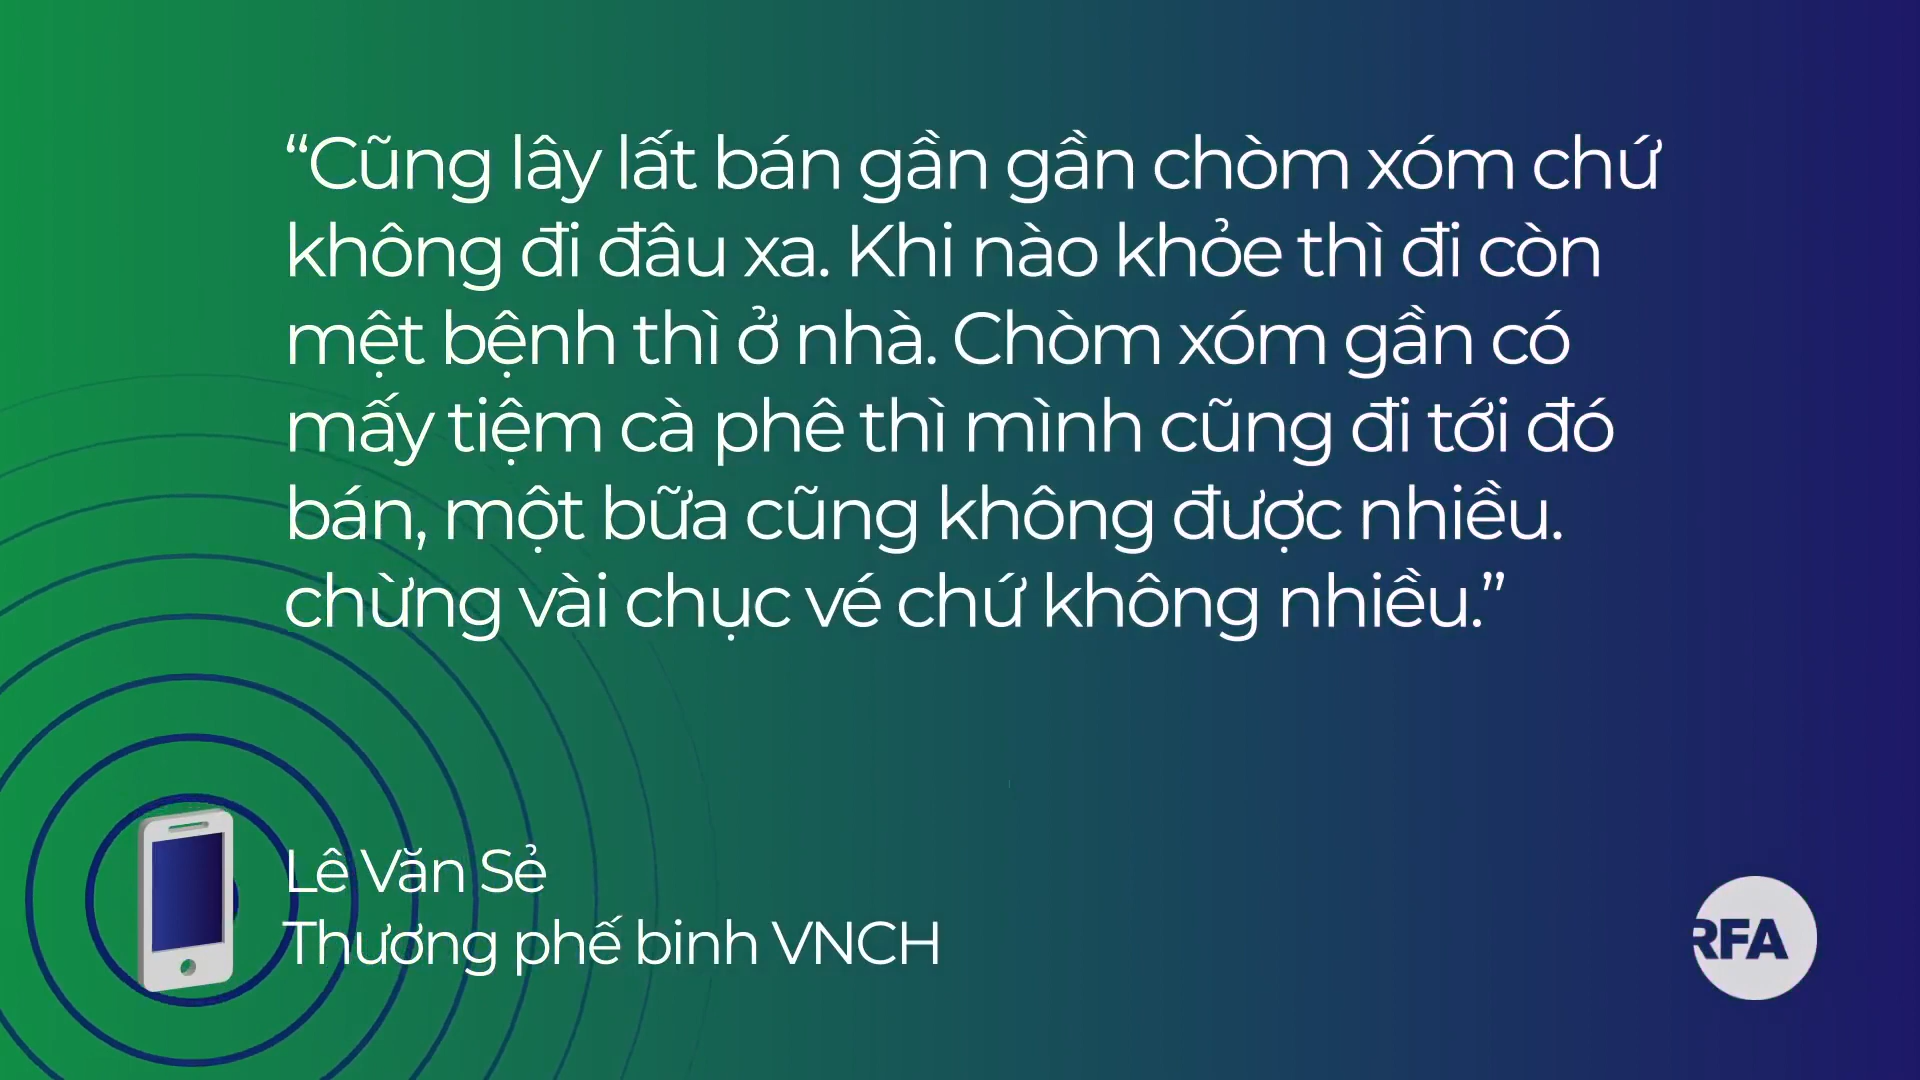 “Cũng lây lất bán gần gần chòm xóm chứ
không đi đâu xa. Khi nào khỏe thì đi còn
mệt bệnh thì ở nhà. Chòm xóm gần có
mấy tiệm cà phê thì mình cũng đi tới đó
bán, một bữa cũng không được nhiều.
chừng vài chục vé chứ không nhiều.”
Lê Văn Sẻ
Thương phế binh VNCH
RFA